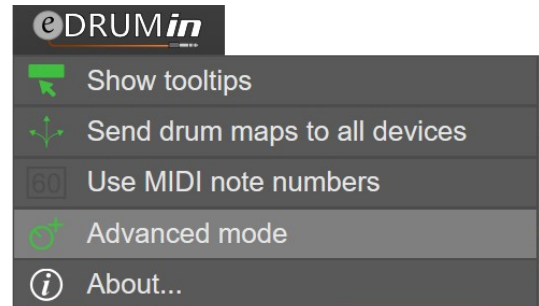 eDRUMin
Show tooltips
Send drum maps to all devices
60 Use MIDI note numbers
Advanced mode
i About...